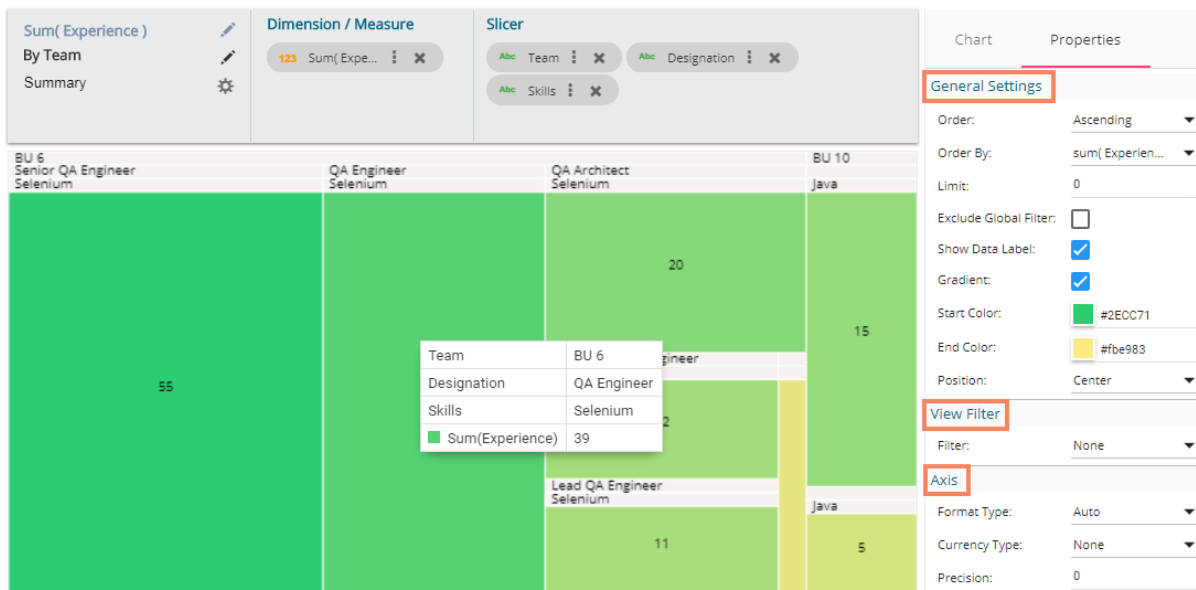 Sum( Experience )
By Team
Summary
Dimension / Measure
123 Sum( Expe...
Slicer
Abc Team
Abc Designation
Abc Skills
BU 6
Senior QA Engineer
Selenium
QA Engineer
Selenium
QA Architect
Selenium
BU 10
Java
55
20
15
gineer
2
Lead QA Engineer
Selenium
11
Java
5
Team BU 6
Designation QA Engineer
Skills Selenium
Sum(Experience) 39
Chart Properties
General Settings
Order: Ascending
Order By: sum( Experien...
Limit: 0
Exclude Global Filter:
Show Data Label:
Gradient:
Start Color: #2ECC71
End Color: #fbe983
Position: Center
View Filter
Filter: None
Axis
Format Type: Auto
Currency Type: None
Precision: 0